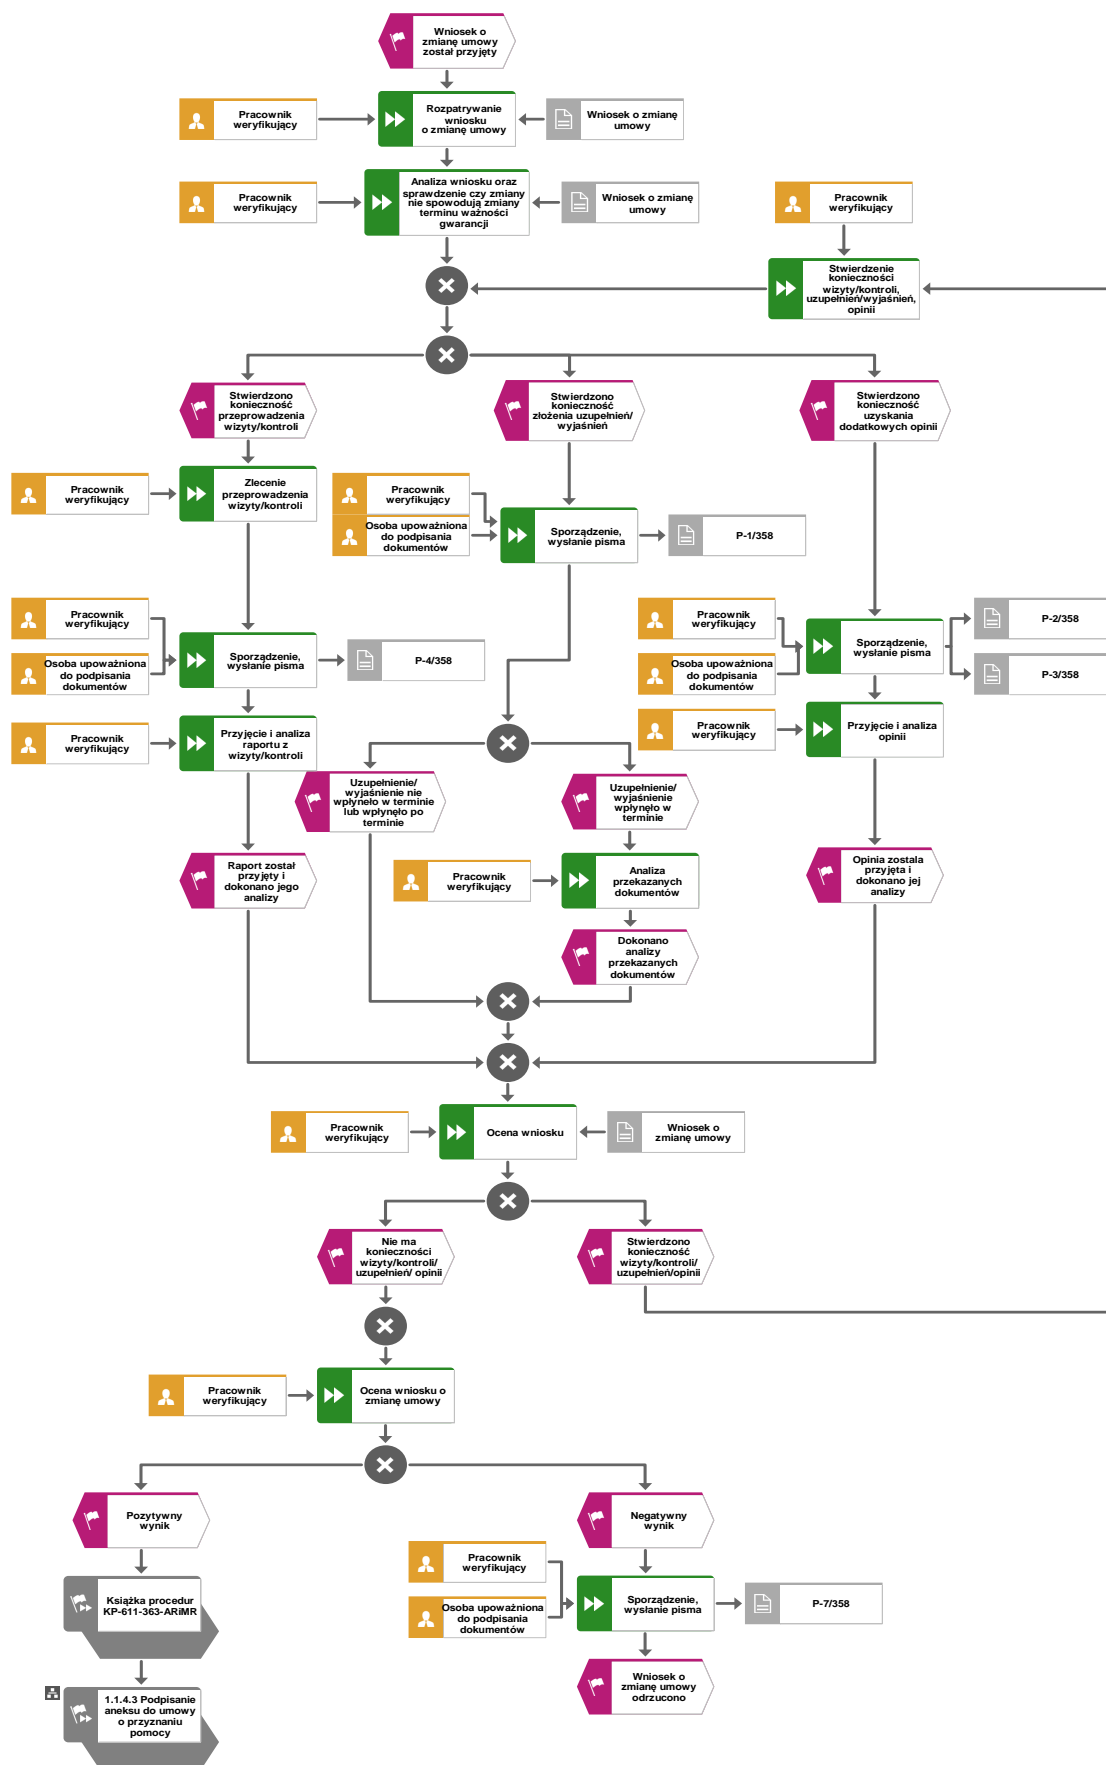 Wniosek o
zmianę umowy
został przyjęty
Pracownik
weryfikujący
Rozpatrywanie
wniosku
o zmianę umowy
Wniosek o zmianę
umowy
Pracownik
weryfikujący
Analiza wniosku oraz
sprawdzenie czy zmiany
nie spowodują zmiany
terminu ważności
gwarancji
Wniosek o zmianę
umowy
Pracownik
weryfikujący
Stwierdzenie
konieczności
wizyty/kontroli,
uzupełnień/wyjaśnień,
opinii
Stwierdzono
konieczność
przeprowadzenia
wizyty/kontroli
Stwierdzono
konieczność
złożenia uzupełnień/
wyjaśnień
Stwierdzono
konieczność
uzyskania
dodatkowych opinii
Pracownik
weryfikujący
Zlecenie
przeprowadzenia
wizyty/kontroli
Pracownik
weryfikujący
Osoba upoważniona
do podpisania
dokumentów
Sporządzenie,
wysłanie pisma
P-1/358
Pracownik
weryfikujący
Osoba upoważniona
do podpisania
dokumentów
Sporządzenie,
wysłanie pisma
P-4/358
Pracownik
weryfikujący
Osoba upoważniona
do podpisania
dokumentów
Sporządzenie,
wysłanie pisma
P-2/358
P-3/358
Pracownik
weryfikujący
Przyjęcie i analiza
raportu z
wizyty/kontroli
Pracownik
weryfikujący
Przyjęcie i analiza
opinii
Uzupełnienie/
wyjaśnienie nie
wpłyneło w terminie
lub wpłyneło po
terminie
Uzupełnienie/
wyjaśnienie
wpłyneło w
terminie
Raport został
przyjęty i
dokonano jego
analizy
Pracownik
weryfikujący
Analiza
przekazanych
dokumentów
Opinia zostala
przyjęta i
dokonano jej
analizy
Dokonano
analizy
przekazanych
dokumentów
Pracownik
weryfikujący
Ocena wniosku
Wniosek o
zmianę umowy
Nie ma
konieczności
wizyty/kontroli/
uzupełnień/ opinii
Stwierdzono
konieczność
wizyty/kontroli/
uzupełnień/opinii
Pracownik
weryfikujący
Ocena wniosku o
zmianę umowy
Pozytywny
wynik
Negatywny
wynik
Książka procedur
KP-611-363-ARiMR
Pracownik
weryfikujący
Osoba upoważniona
do podpisania
dokumentów
Sporządzenie,
wysłanie pisma
P-7/358
1.1.4.3 Podpisanie
aneksu do umowy
o przyznaniu
pomocy
Wniosek o
zmianę umowy
odrzucono